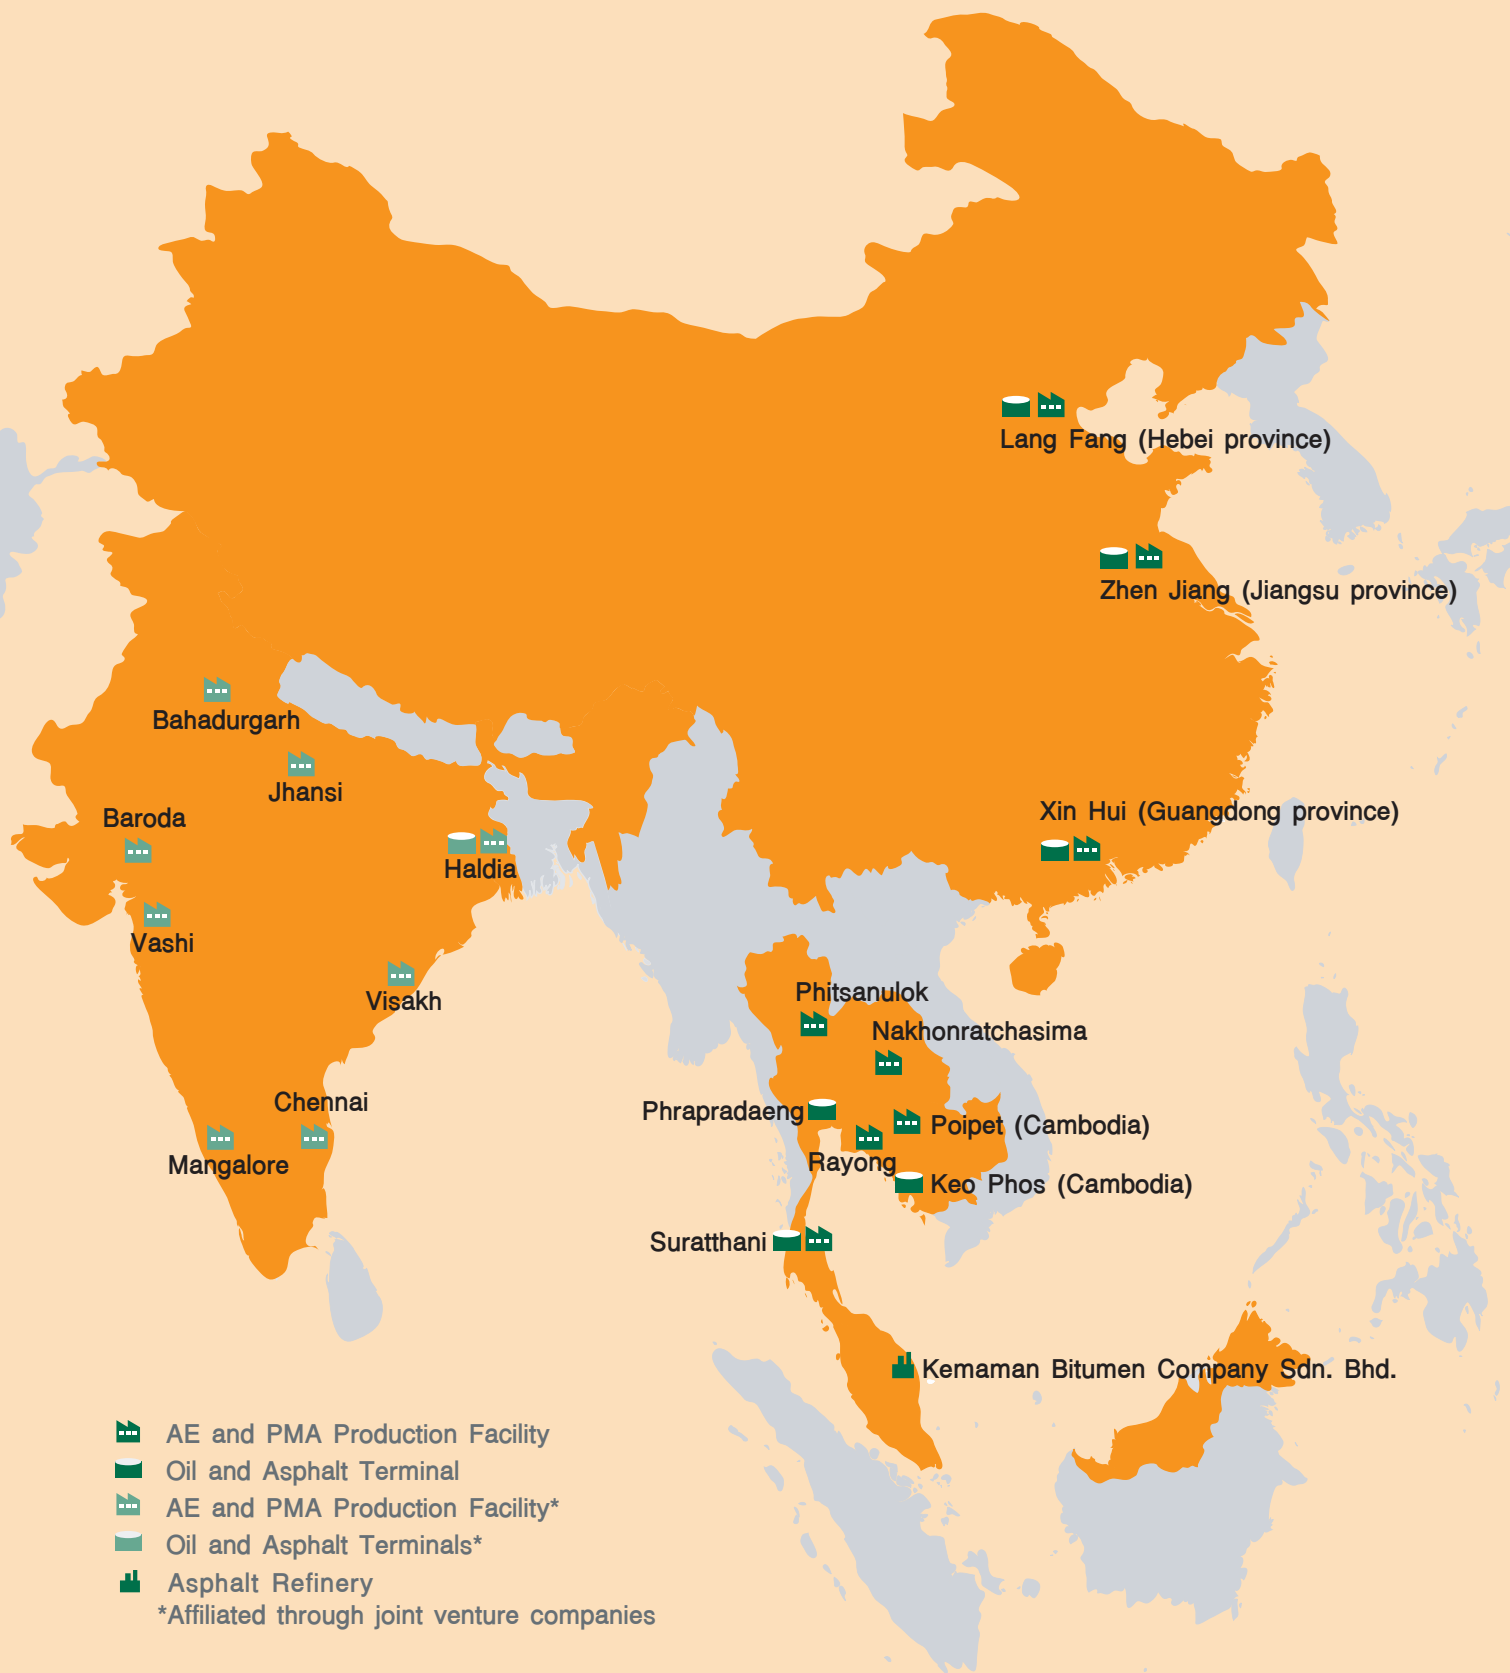 Lang Fang (Hebei province)
Zhen Jiang (Jiangsu province)
Bahadurgarh
Jhansi
Baroda
Xin Hui (Guangdong province)
Haldia
Vashi
Visakh
Phitsanulok
Nakhonratchasima
Chennai
Phrapradaeng
Poipet (Cambodia)
Mangalore
Rayong
Keo Phos (Cambodia)
Suratthani
Kemaman Bitumen Company Sdn. Bhd.
AE and PMA Production Facility
Oil and Asphalt Terminal
AE and PMA Production Facility*
Oil and Asphalt Terminals*
Asphalt Refinery
*Affiliated through joint venture companies